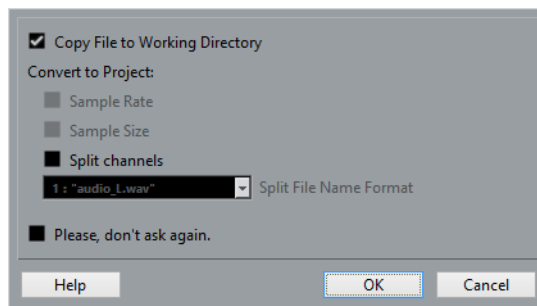 Copy File to Working Directory
Convert to Project:
Sample Rate
Sample Size
Split channels
1 : "audio_L.wav" Split File Name Format
Please, don't ask again.
Help OK Cancel